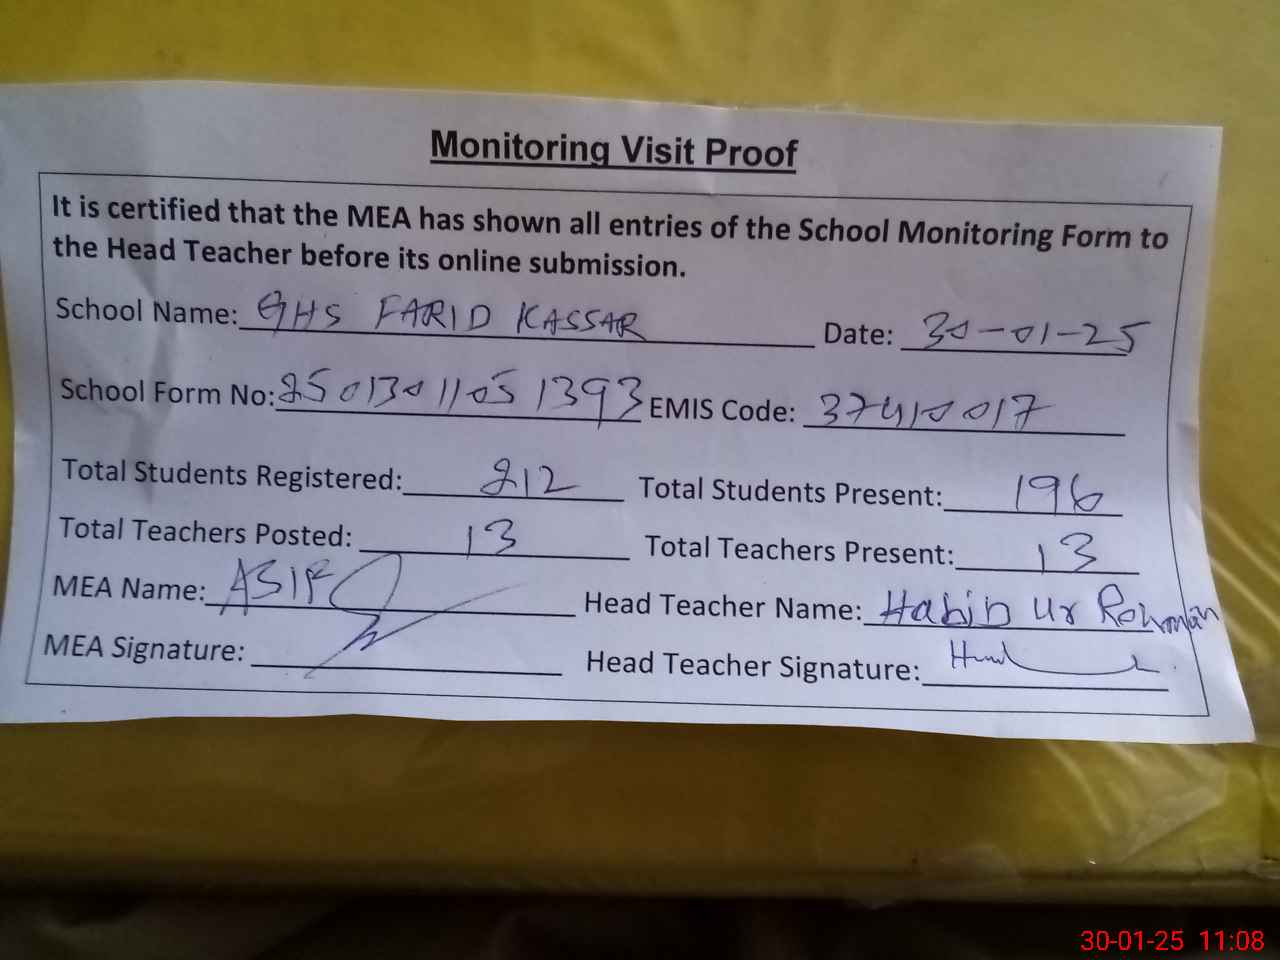 Monitoring Visit Proof
It is certified that the MEA has shown all entries of the School Monitoring Form to
the Head Teacher before its online submission.
School Name: GHS FARID KASSAR Date: 30-01-25
School Form No: 25013011051393 EMIS Code: 37410017
Total Students Registered: 212 Total Students Present: 196
Total Teachers Posted: 13 Total Teachers Present: 13
MEA Name: ASIF Head Teacher Name: Habib Ur Rehman
MEA Signature: Head Teacher Signature:
30-01-25 11:08